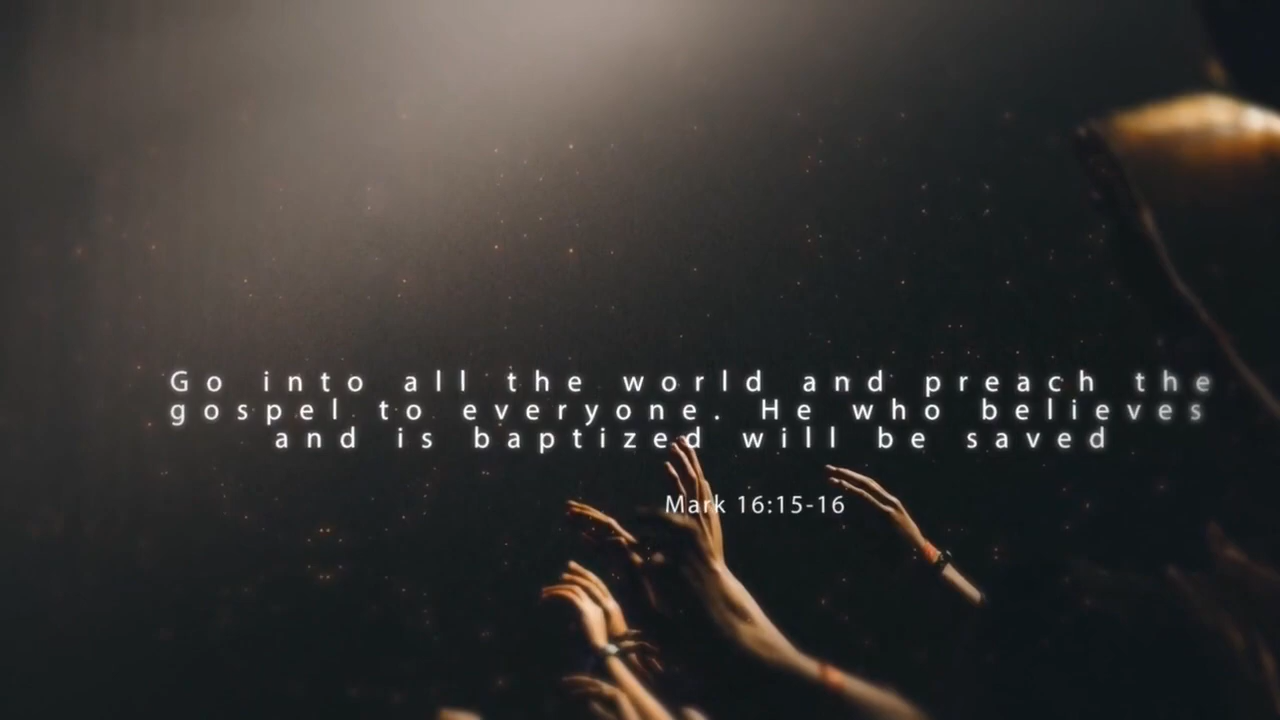 Go into all the world and preach the
gospel to everyone. He who believes
and is baptized will be saved
Mark 16:15-16